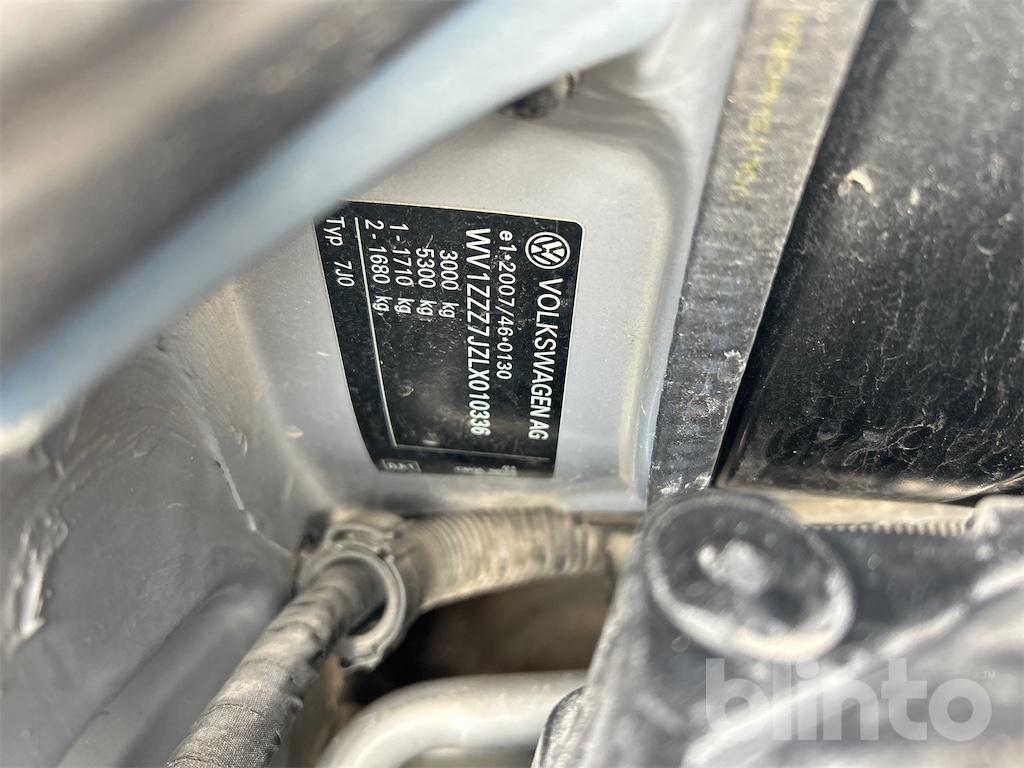 VOLKSWAGEN AG
e1*2007/46*0130
WV1ZZZ7JZLX010336
3000 kg
5300 kg
1 - 1710 kg
2 - 1680 kg
Typ 7J0
blinto™